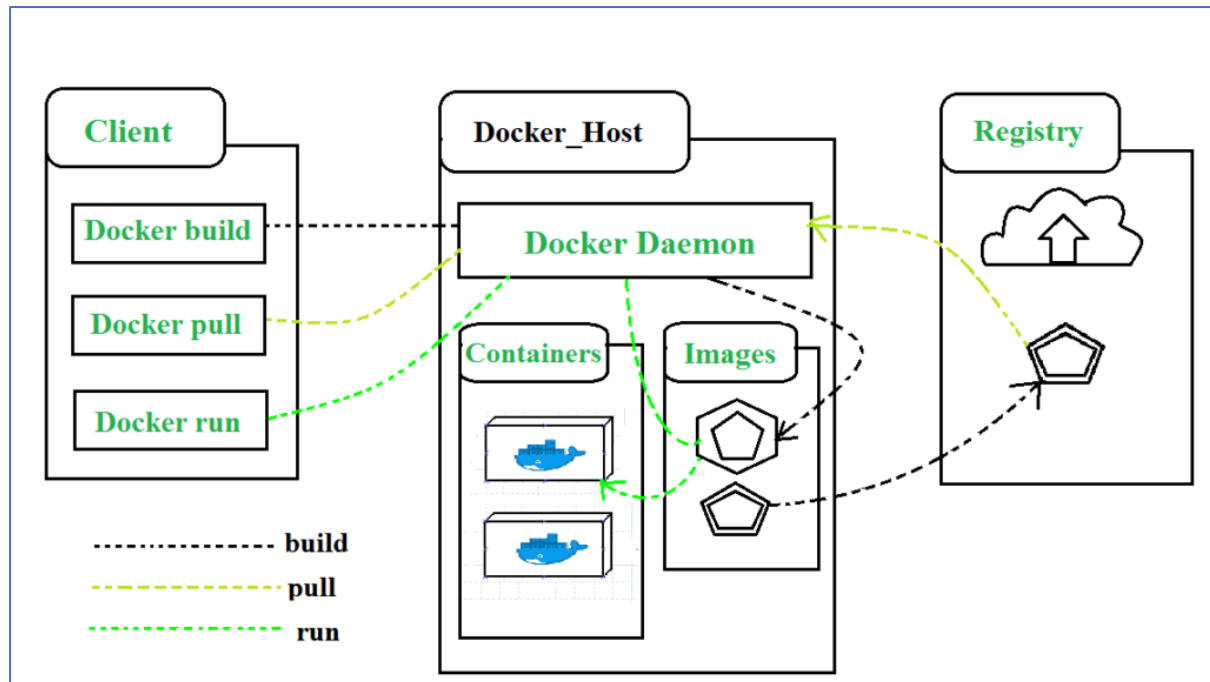 Client
Docker build
Docker pull
Docker run
Docker_Host
Docker Daemon
Containers
Images
Registry
build
pull
run